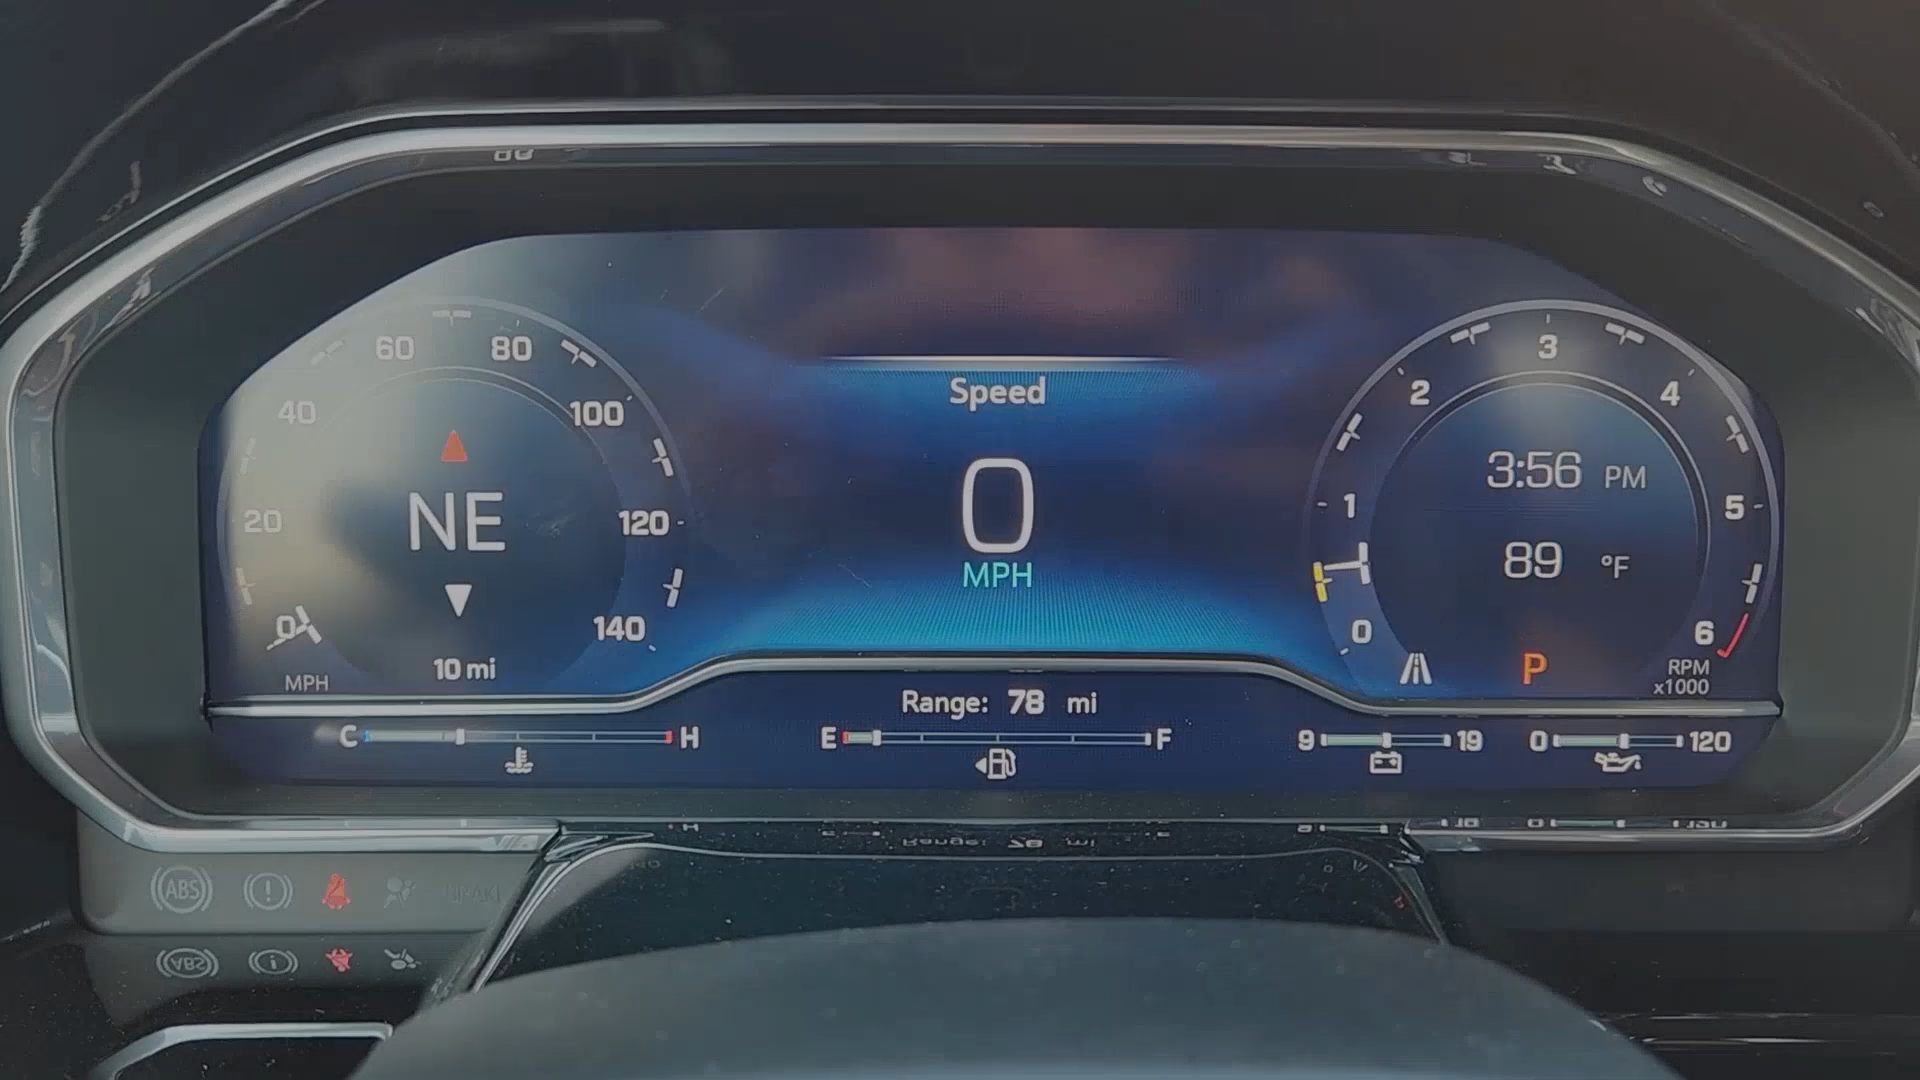 60 80
40 100
20 NE 120
0 140
MPH 10 mi
Speed
0
MPH
3
2 4
1 5
0 6
3:56 PM
89 °F
P
RPM
x1000
Range: 78 mi
C H
E F
9 19
0 120
ABS